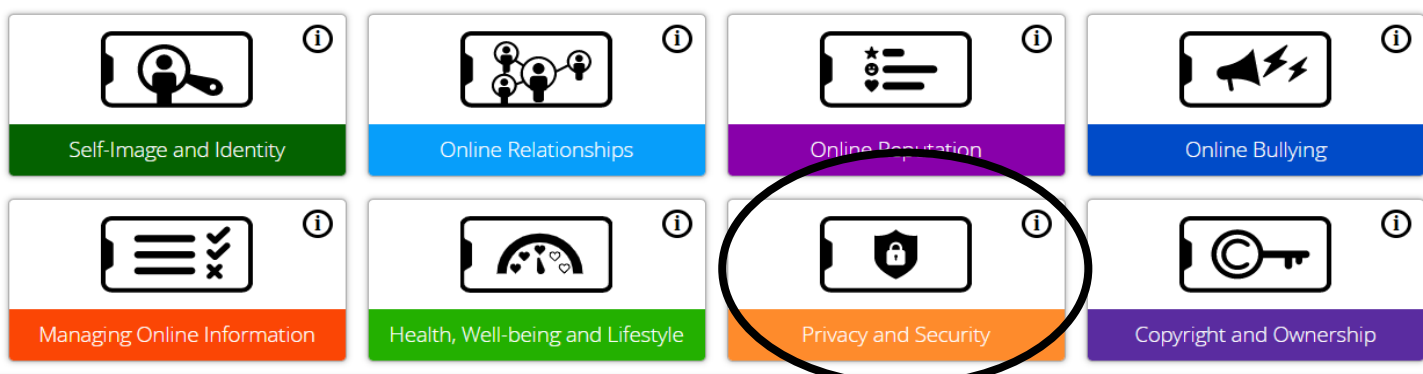 Self-Image and Identity
Online Relationships
Online Reputation
Online Bullying
Managing Online Information
Health, Well-being and Lifestyle
Privacy and Security
Copyright and Ownership